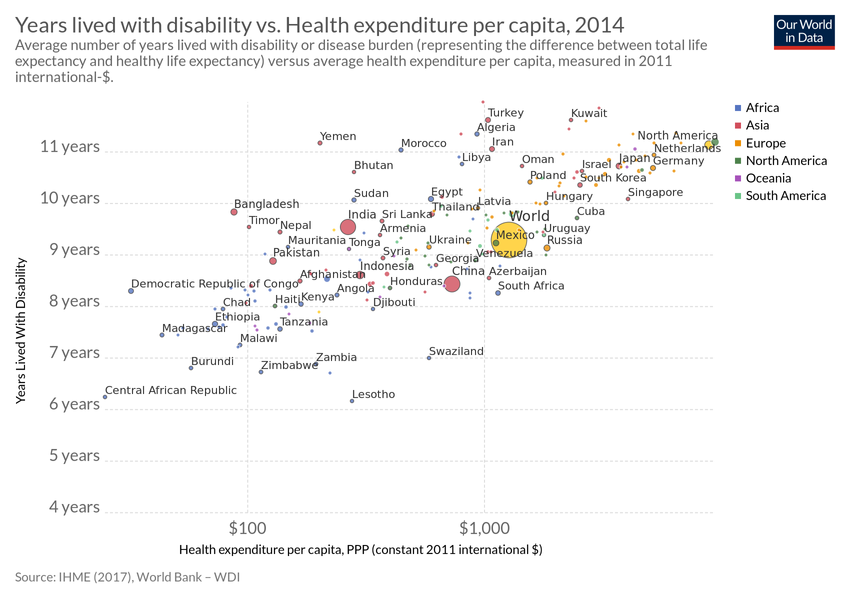 Years lived with disability vs. Health expenditure per capita, 2014
Average number of years lived with disability or disease burden (representing the difference between total life
expectancy and healthy life expectancy) versus average health expenditure per capita, measured in 2011
international-$.
Our World
in Data
Africa
Asia
Europe
North America
Oceania
South America
Years Lived With Disability
11 years
10 years
9 years
8 years
7 years
6 years
5 years
4 years
Turkey
Kuwait
Algeria
Yemen
Morocco
Iran
North America
Netherlands
Libya
Oman
Israel
Japan
Germany
Bhutan
Poland
South Korea
Sudan
Egypt
Latvia
Hungary
Singapore
Bangladesh
India
Sri Lanka
Thailand
World
Cuba
Timor
Nepal
Armenia
Mexico
Uruguay
Mauritania
Tonga
Ukraine
Russia
Pakistan
Syria
Georgia
Venezuela
Afghanistan
Indonesia
China
Azerbaijan
Democratic Republic of Congo
Angola
Honduras
South Africa
Chad
Haiti
Kenya
Djibouti
Ethiopia
Tanzania
Madagascar
Malawi
Burundi
Zimbabwe
Zambia
Swaziland
Central African Republic
Lesotho
$100
$1,000
Health expenditure per capita, PPP (constant 2011 international $)
Source: IHME (2017), World Bank – WDI